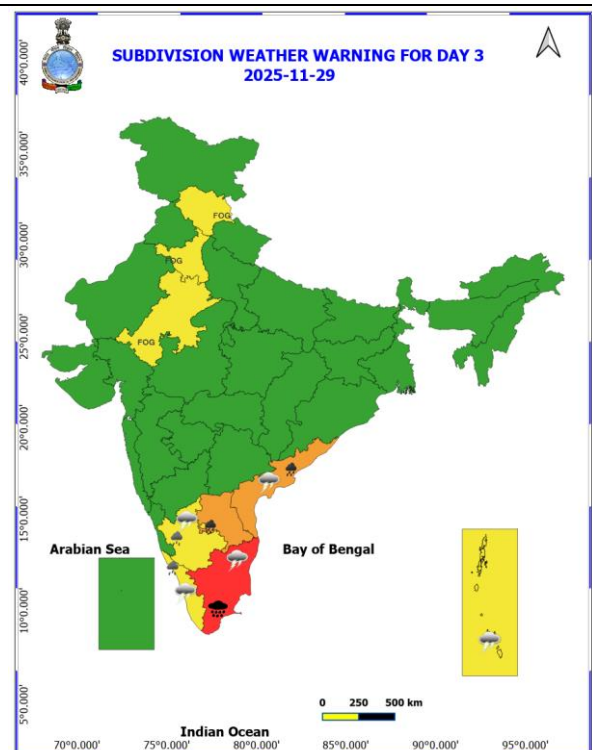 SUBDIVISION WEATHER WARNING FOR DAY 3
2025-11-29
40°0.000'
35°0.000'
30°0.000'
25°0.000'
20°0.000'
15°0.000'
10°0.000'
5°0.000'
FOG
FOG
FOG
Arabian Sea
Bay of Bengal
0 250 500 km
Indian Ocean
70°0.000' 75°0.000' 80°0.000' 85°0.000' 90°0.000' 95°0.000'